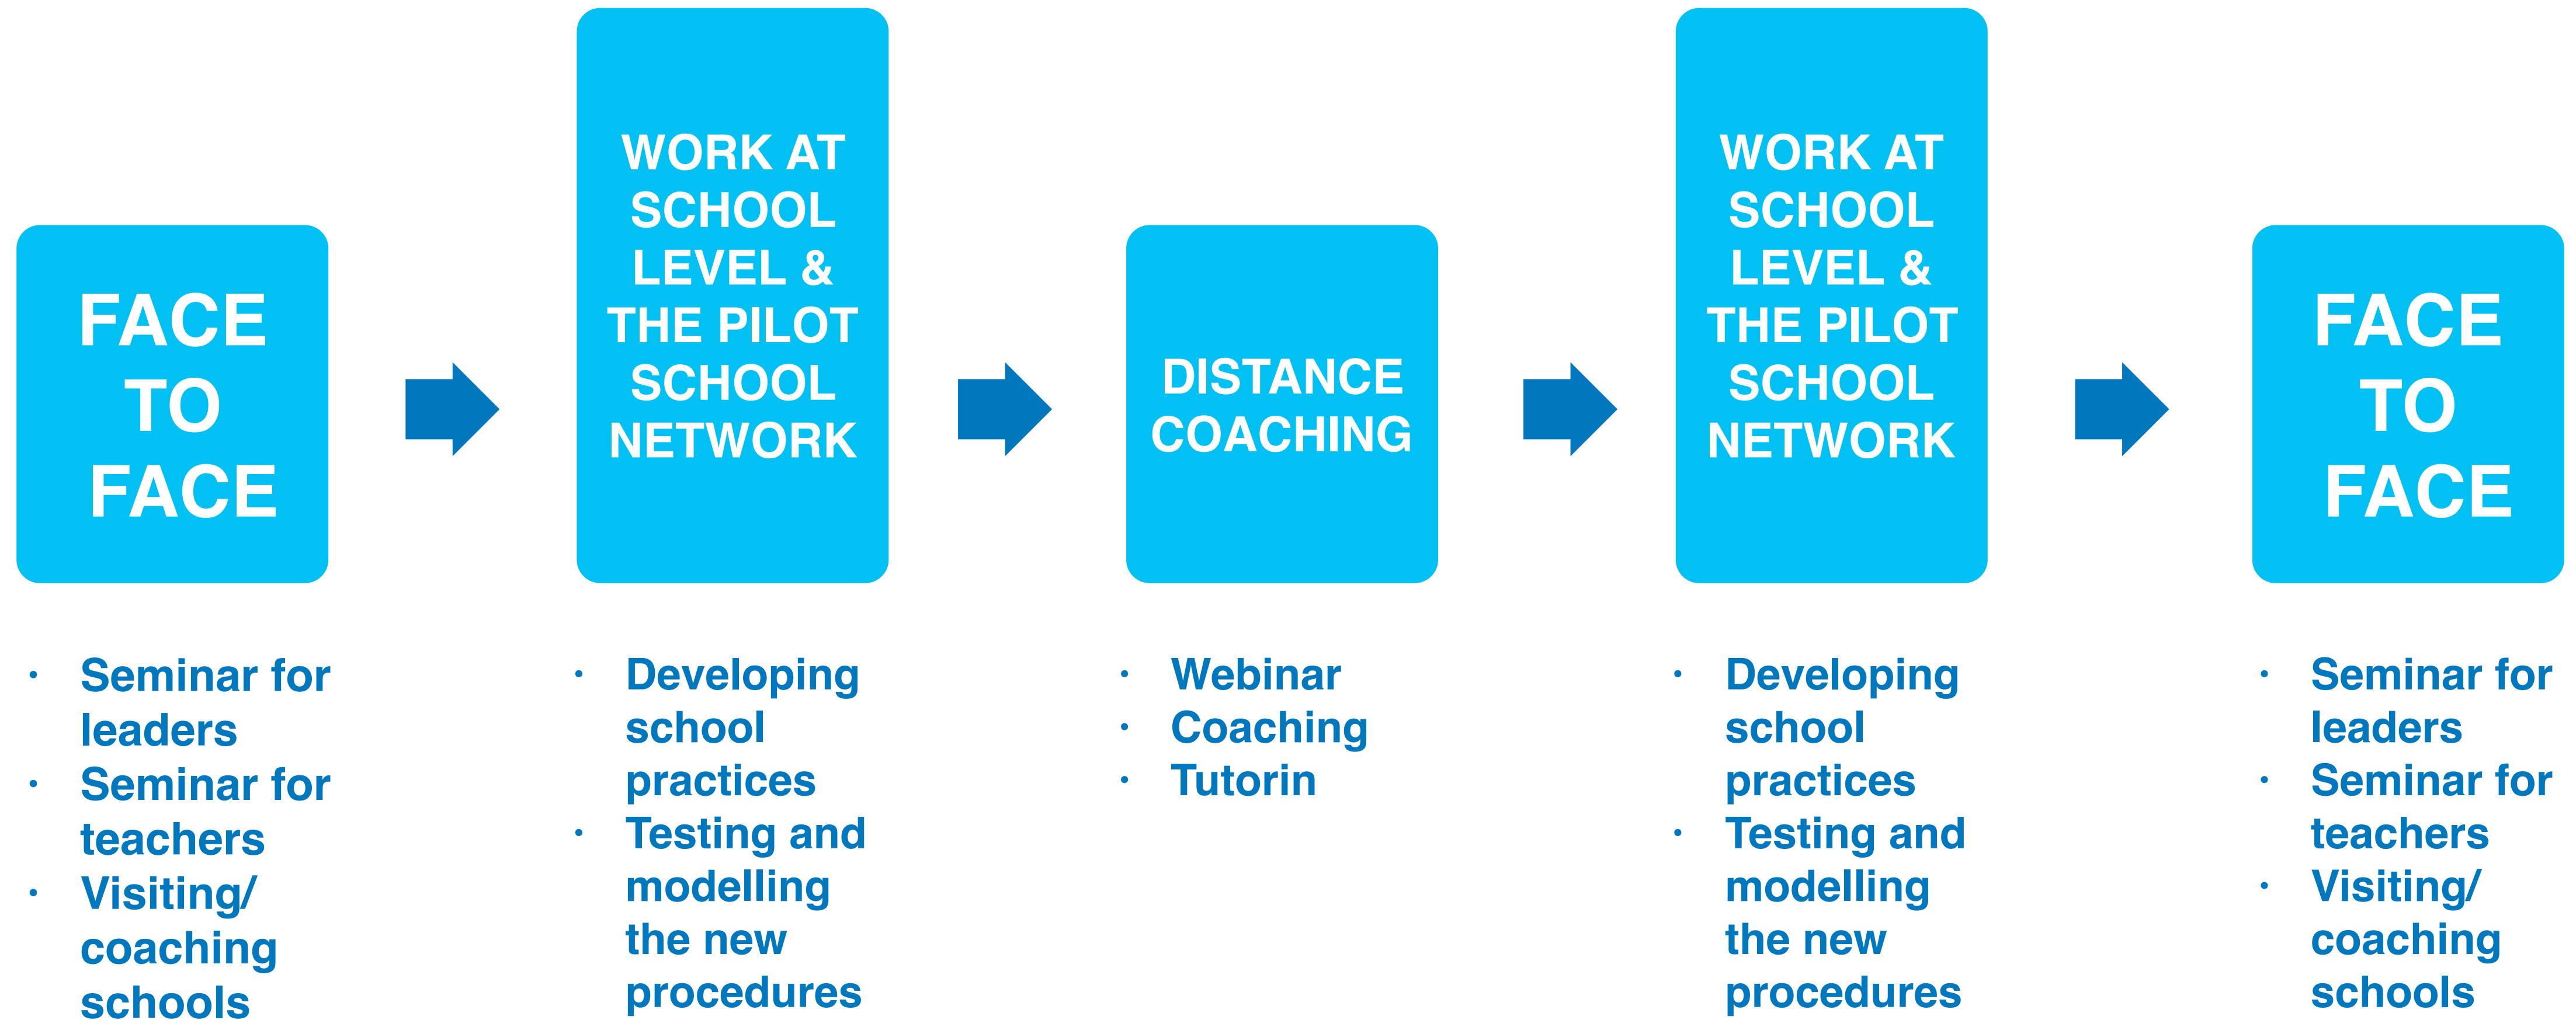 FACE
TO
FACE
· Seminar for
leaders
· Seminar for
teachers
· Visiting/
coaching
schools
WORK AT
SCHOOL
LEVEL &
THE PILOT
SCHOOL
NETWORK
· Developing
school
practices
· Testing and
modelling
the new
procedures
DISTANCE
COACHING
· Webinar
· Coaching
· Tutorin
WORK AT
SCHOOL
LEVEL &
THE PILOT
SCHOOL
NETWORK
· Developing
school
practices
· Testing and
modelling
the new
procedures
FACE
TO
FACE
· Seminar for
leaders
· Seminar for
teachers
· Visiting/
coaching
schools